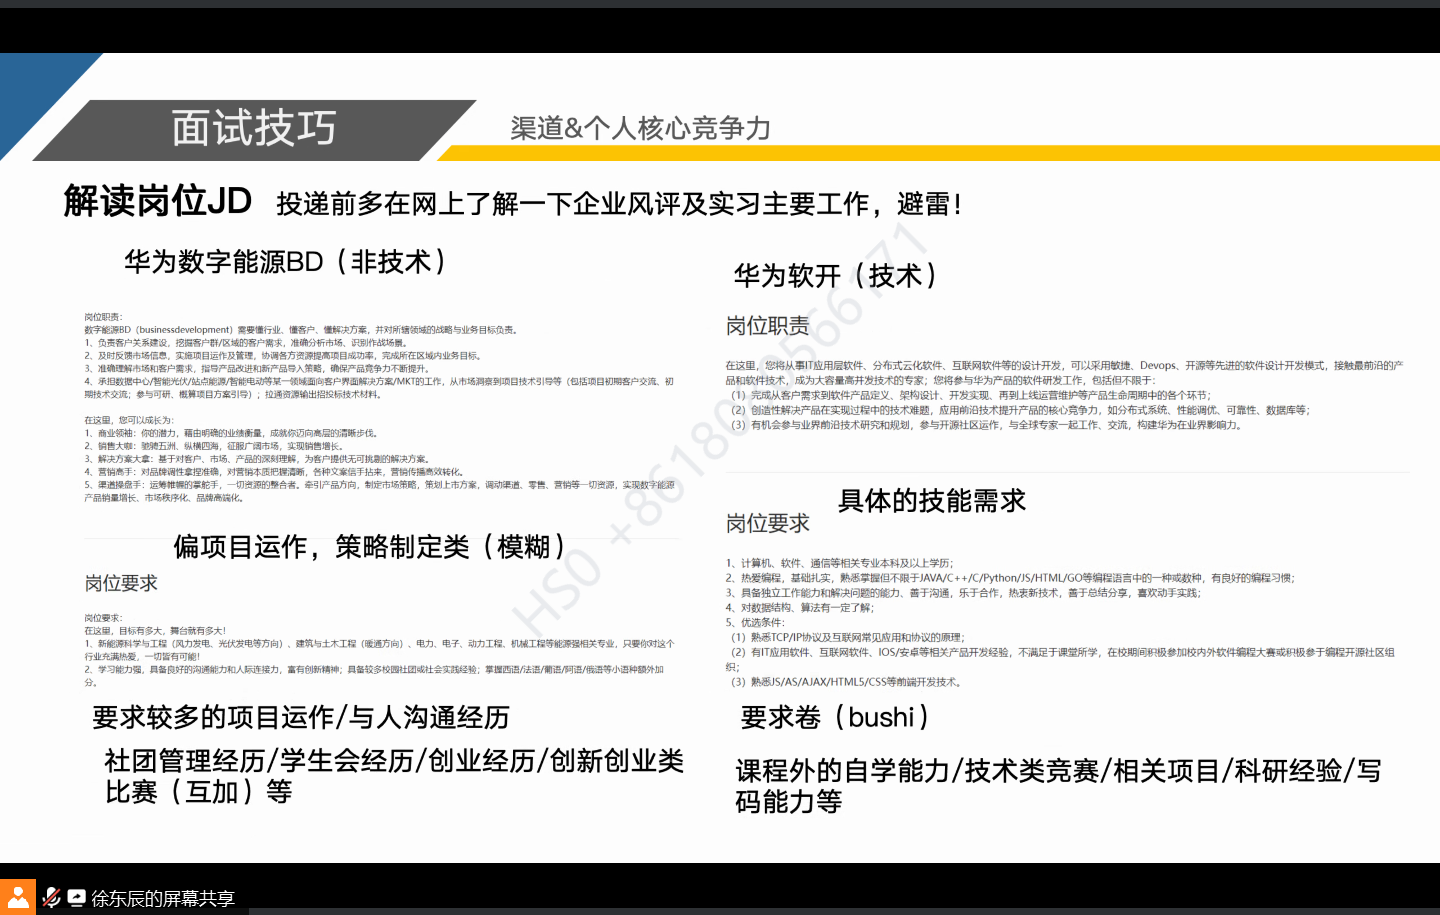 面试技巧
渠道&个人核心竞争力
解读岗位JD 投递前多在网上了解一下企业风评及实习主要工作，避雷！
华为数字能源BD（非技术）
岗位职责：
数字能源BD（businessdevelopment）需要懂行业、懂客户、懂解决方案，并对所辖领域的战略与业务目标负责。
1、负责客户关系建设，挖掘客户群/区域的客户需求，准确分析市场、识别作战场景。
2、及时反馈市场信息，实施项目运作及管理，协调各方资源提高项目成功率，完成所在区域内业务目标。
3、准确理解市场和客户需求，指导产品改进和新产品导入策略，确保产品竞争力不断提升。
4、承担数据中心/智能光伏/站点能源/智能电动等某一领域面向客户界面解决方案/MKT的工作，从市场洞察到项目技术引导等（包括项目初期客户交流、初
期技术交流；参与可研、概算项目方案引导）；拉通资源输出招投标技术材料。
在这里，您可以成长为：
1、商业领袖：你的潜力，藉由明确的业绩衡量，成就你迈向高层的清晰步伐。
2、销售大咖：驰骋五洲、纵横四海，征服广阔市场，实现销售增长。
3、解决方案大拿：基于对客户、市场、产品的深刻理解，为客户提供无可挑剔的解决方案。
4、营销高手：对品牌调性拿捏准确，对营销本质把握清晰，各种文案信手拈来，营销传播高效转化。
5、渠道操盘手：运筹帷幄的掌舵手，一切资源的整合者。牵引产品方向，制定市场策略，策划上市方案，调动渠道、零售、营销等一切资源，实现数字能源
产品销量增长、市场秩序化、品牌高端化。
偏项目运作，策略制定类（模糊）
岗位要求
岗位要求：
在这里，目标有多大，舞台就有多大！
1、新能源科学与工程（风力发电、光伏发电等方向）、建筑与土木工程（暖通方向）、电力、电子、动力工程、机械工程等能源强相关专业，只要你对这个
行业充满热爱，一切皆有可能！
2、学习能力强，具备良好的沟通能力和人际连接力，富有创新精神；具备较多校园社团或社会实践经验；掌握西语/法语/葡语/阿语/俄语等小语种额外加
分。
要求较多的项目运作/与人沟通经历
社团管理经历/学生会经历/创业经历/创新创业类
比赛（互加）等
华为软开（技术）
岗位职责
在这里，您将从事IT应用层软件、分布式云化软件、互联网软件等的设计开发，可以采用敏捷、Devops、开源等先进的软件设计开发模式，接触最前沿的产
品和软件技术，成为大容量高并发技术的专家；您将参与华为产品的软件研发工作，包括但不限于：
（1）完成从客户需求到软件产品定义、架构设计、开发实现、再到上线运营维护等产品生命周期中的各个环节；
（2）创造性解决产品在实现过程中的技术难题，应用前沿技术提升产品的核心竞争力，如分布式系统、性能调优、可靠性、数据库等；
（3）有机会参与业界前沿技术研究和规划，参与开源社区运作，与全球专家一起工作、交流，构建华为在业界影响力。
具体的技能需求
岗位要求
1、计算机、软件、通信等相关专业本科及以上学历；
2、热爱编程，基础扎实，熟悉掌握但不限于JAVA/C++/C/Python/JS/HTML/GO等编程语言中的一种或数种，有良好的编程习惯；
3、具备独立工作能力和解决问题的能力、善于沟通，乐于合作，热衷新技术，善于总结分享，喜欢动手实践；
4、对数据结构、算法有一定了解；
5、优选条件：
（1）熟悉TCP/IP协议及互联网常见应用和协议的原理；
（2）有IT应用软件、互联网软件、IOS/安卓等相关产品开发经验，不满足于课堂所学，在校期间积极参加校内外软件编程大赛或积极参于编程开源社区组
织；
（3）熟悉JS/AS/AJAX/HTML5/CSS等前端开发技术。
要求卷（bushi）
课程外的自学能力/技术类竞赛/相关项目/科研经验/写
码能力等
徐东辰的屏幕共享